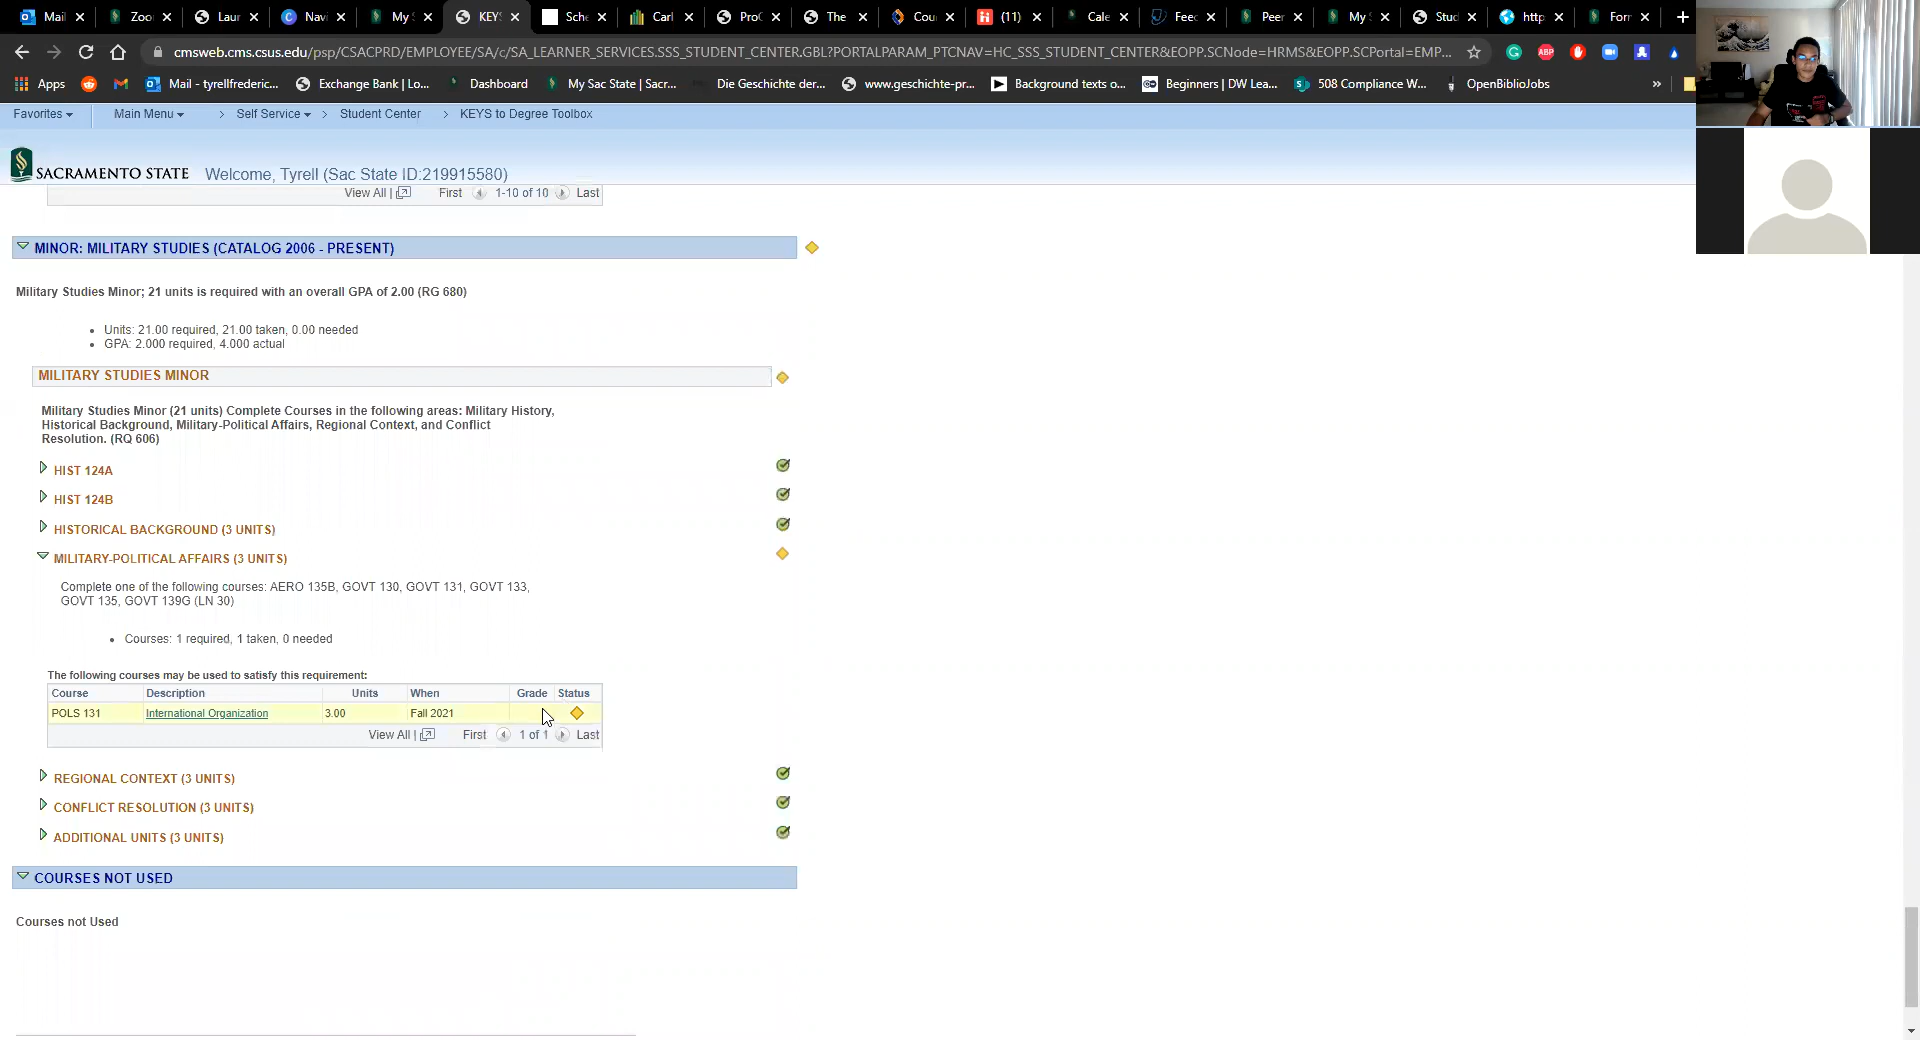 Mail
Zoo
Laur
Navi
My S
KEYS
Sche
Carl
ProC
The
Cou
(11)
Cale
Feec
Peer
My S
Stud
http
Forr
cmsweb.cms.csus.edu/psp/CSACPRD/EMPLOYEE/SA/c/SA_LEARNER_SERVICES.SSS_STUDENT_CENTER.GBL?PORTALPARAM_PTCNAV=HC_SSS_STUDENT_CENTER&EOPP.SCNode=HRMS&EOPP.SCPortal=EMP...
Apps
Mail - tyrellfrederic...
Exchange Bank | Lo...
Dashboard
My Sac State | Sacr...
Die Geschichte der...
www.geschichte-pr...
Background texts o...
Beginners | DW Lea...
508 Compliance W...
OpenBiblioJobs
»
Favorites
Main Menu
> Self Service > Student Center > KEYS to Degree Toolbox
SACRAMENTO STATE Welcome, Tyrell (Sac State ID:219915580)
View All | First 1-10 of 10 Last
MINOR: MILITARY STUDIES (CATALOG 2006 - PRESENT)
Military Studies Minor; 21 units is required with an overall GPA of 2.00 (RG 680)
• Units: 21.00 required, 21.00 taken, 0.00 needed
• GPA: 2.000 required, 4.000 actual
MILITARY STUDIES MINOR
Military Studies Minor (21 units) Complete Courses in the following areas: Military History,
Historical Background, Military-Political Affairs, Regional Context, and Conflict
Resolution. (RQ 606)
HIST 124A
HIST 124B
HISTORICAL BACKGROUND (3 UNITS)
MILITARY-POLITICAL AFFAIRS (3 UNITS)
Complete one of the following courses: AERO 135B, GOVT 130, GOVT 131, GOVT 133,
GOVT 135, GOVT 139G (LN 30)
• Courses: 1 required, 1 taken, 0 needed
The following courses may be used to satisfy this requirement:
Course Description Units When Grade Status
POLS 131 International Organization 3.00 Fall 2021
View All | First 1 of 1 Last
REGIONAL CONTEXT (3 UNITS)
CONFLICT RESOLUTION (3 UNITS)
ADDITIONAL UNITS (3 UNITS)
COURSES NOT USED
Courses not Used